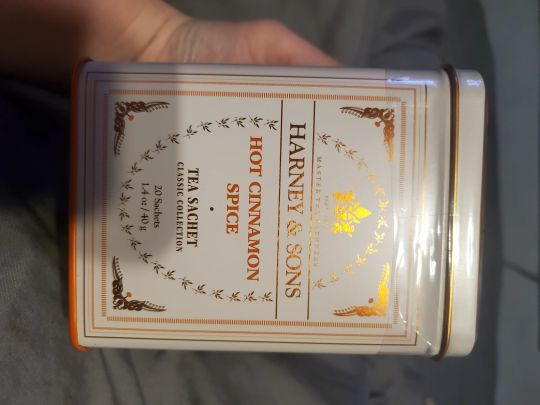 HARNEY & SONS
HOT CINNAMON
SPICE
TEA SACHET
CLASSIC COLLECTION
20 Sachets
1.4 oz / 40 g